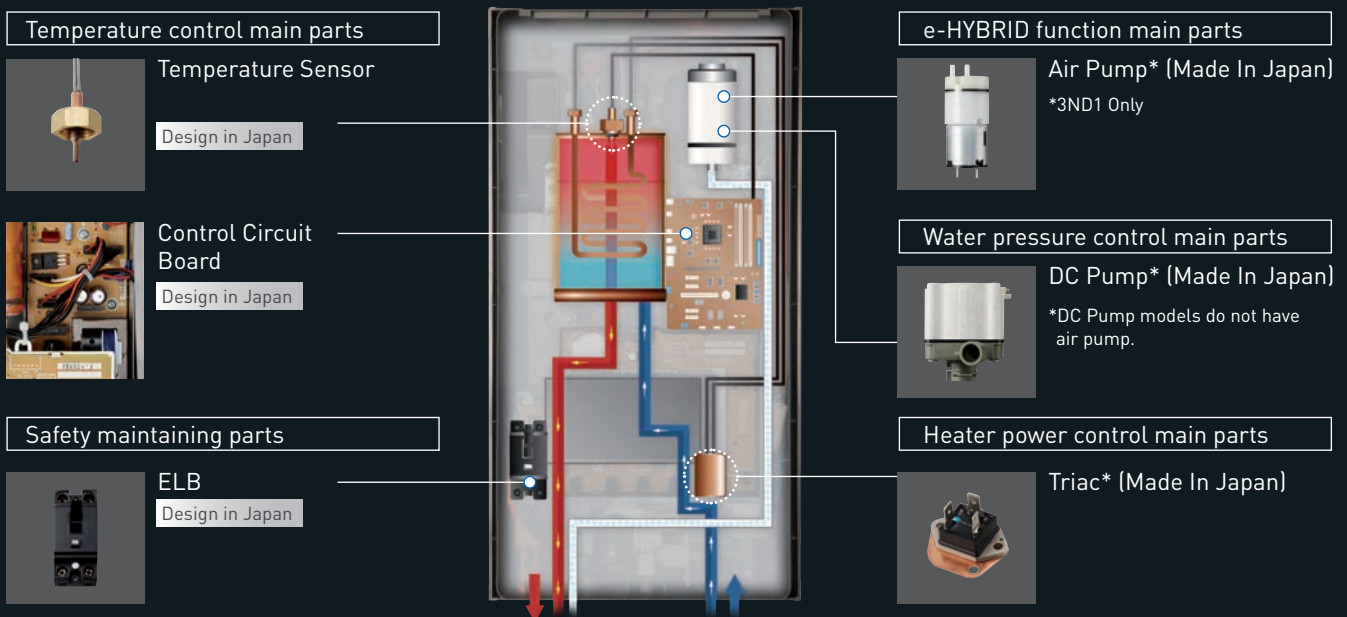 Temperature control main parts
Temperature Sensor
Design in Japan
Control Circuit
Board
Design in Japan
Safety maintaining parts
ELB
Design in Japan
e-HYBRID function main parts
Air Pump* (Made In Japan)
*3ND1 Only
Water pressure control main parts
DC Pump* (Made In Japan)
*DC Pump models do not have
air pump.
Heater power control main parts
Triac* (Made In Japan)